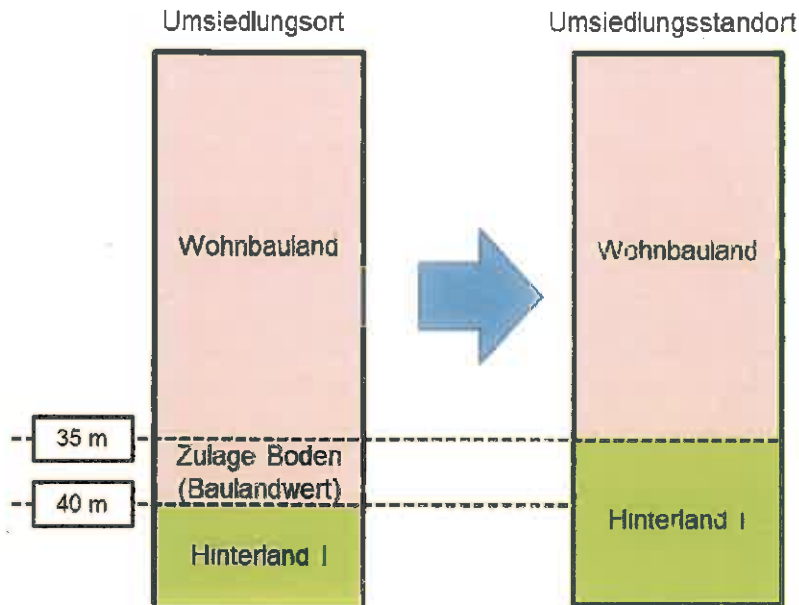 Umsiedlungsort
Umsiedlungsstandort
Wohnbauland
Wohnbauland
35 m
Zulage Boden
(Baulandwert)
40 m
Hinterland I
Hinterland I